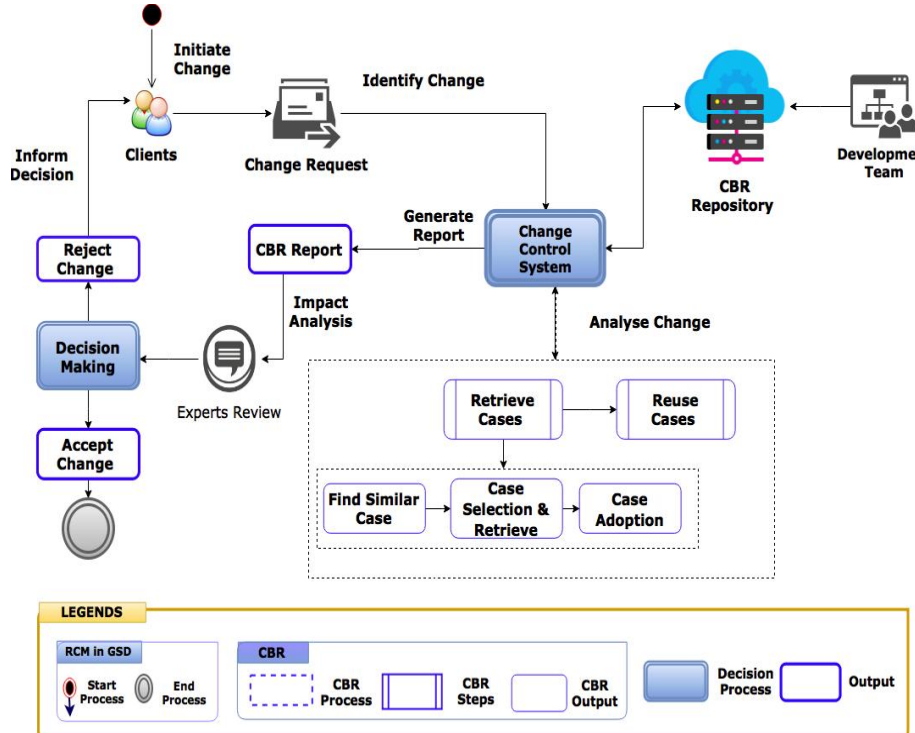 Initiate
Change
Identify Change
Clients
Change Request
Inform
Decision
CBR
Repository
Developme
Team
Generate
Report
Change
Control
System
CBR Report
Reject
Change
Impact
Analysis
Analyse Change
Decision
Making
Experts Review
Retrieve
Cases
Reuse
Cases
Accept
Change
Find Similar
Case
Case
Selection &
Retrieve
Case
Adoption
LEGENDS
RCM in GSD
Start
Process
End
Process
CBR
CBR
Process
CBR
Steps
CBR
Output
Decision
Process
Output